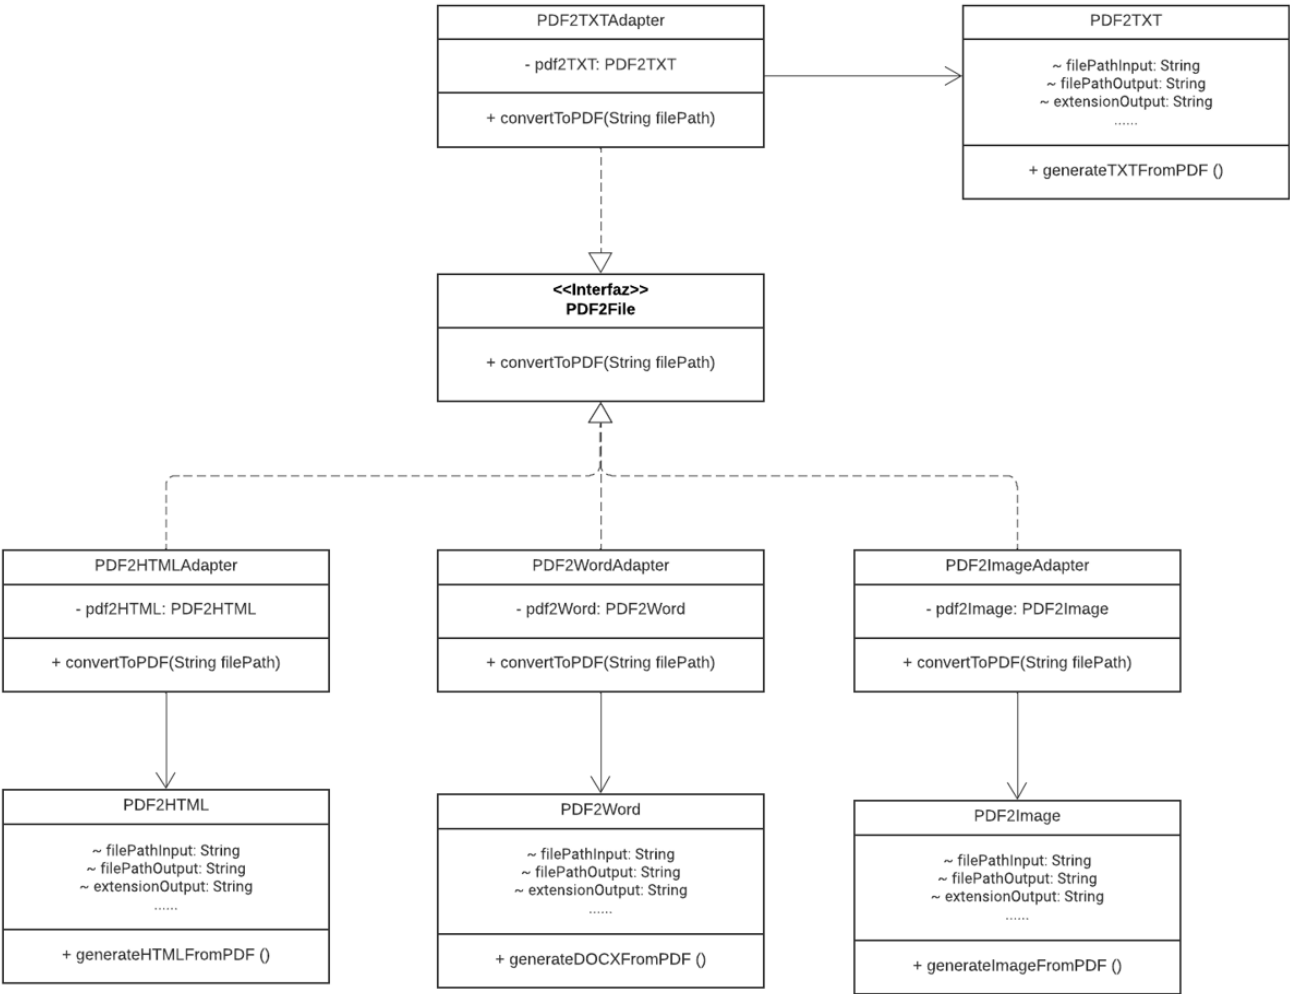 PDF2TXTAdapter
- pdf2TXT: PDF2TXT
+ convertToPDF(String filePath)
PDF2TXT
~ filePathInput: String
~ filePathOutput: String
~ extensionOutput: String
......
+ generateTXTFromPDF ()
<<Interfaz>>
PDF2File
+ convertToPDF(String filePath)
PDF2HTMLAdapter
- pdf2HTML: PDF2HTML
+ convertToPDF(String filePath)
PDF2WordAdapter
- pdf2Word: PDF2Word
+ convertToPDF(String filePath)
PDF2ImageAdapter
- pdf2Image: PDF2Image
+ convertToPDF(String filePath)
PDF2HTML
~ filePathInput: String
~ filePathOutput: String
~ extensionOutput: String
......
+ generateHTMLFromPDF ()
PDF2Word
~ filePathInput: String
~ filePathOutput: String
~ extensionOutput: String
......
+ generateDOCXFromPDF ()
PDF2Image
~ filePathInput: String
~ filePathOutput: String
~ extensionOutput: String
......
+ generateImageFromPDF ()